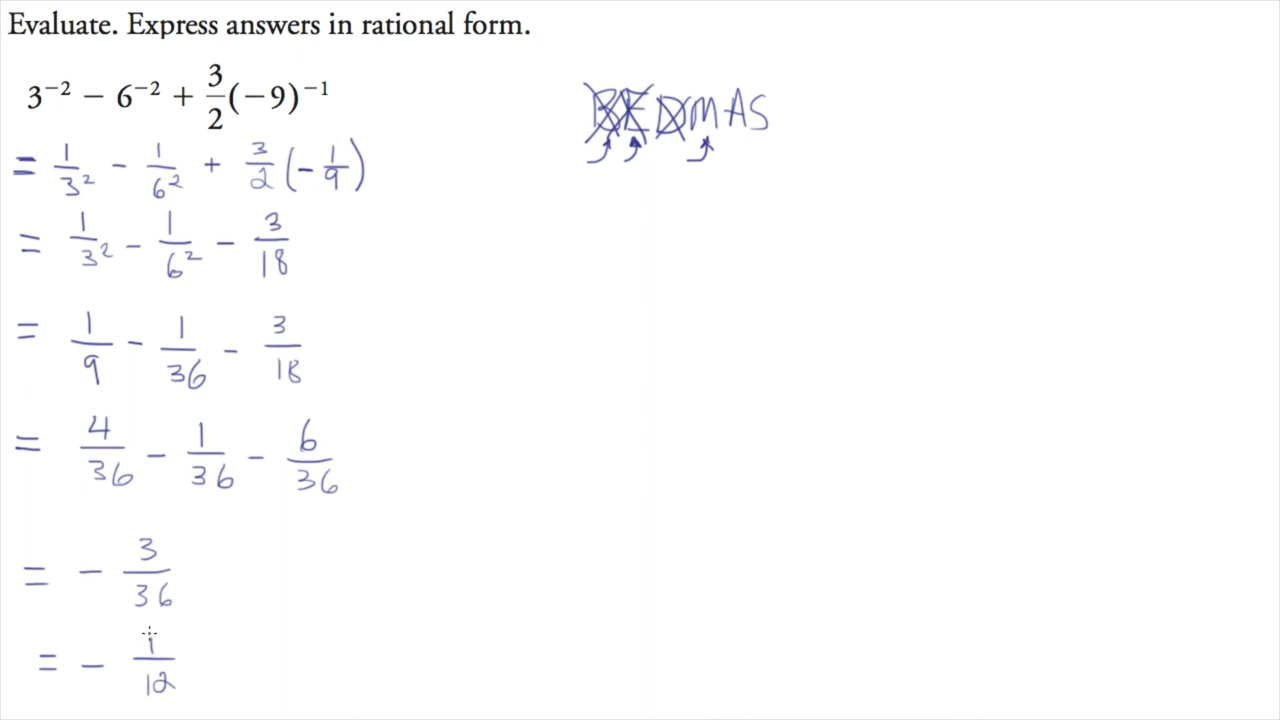 Evaluate. Express answers in rational form.
3⁻² − 6⁻² + 3/2(−9)⁻¹
BEDMAS
= 1/3² − 1/6² + 3/2(−1/9)
= 1/3² − 1/6² − 3/18
= 1/9 − 1/36 − 3/18
= 4/36 − 1/36 − 6/36
= − 3/36
= − 1/12